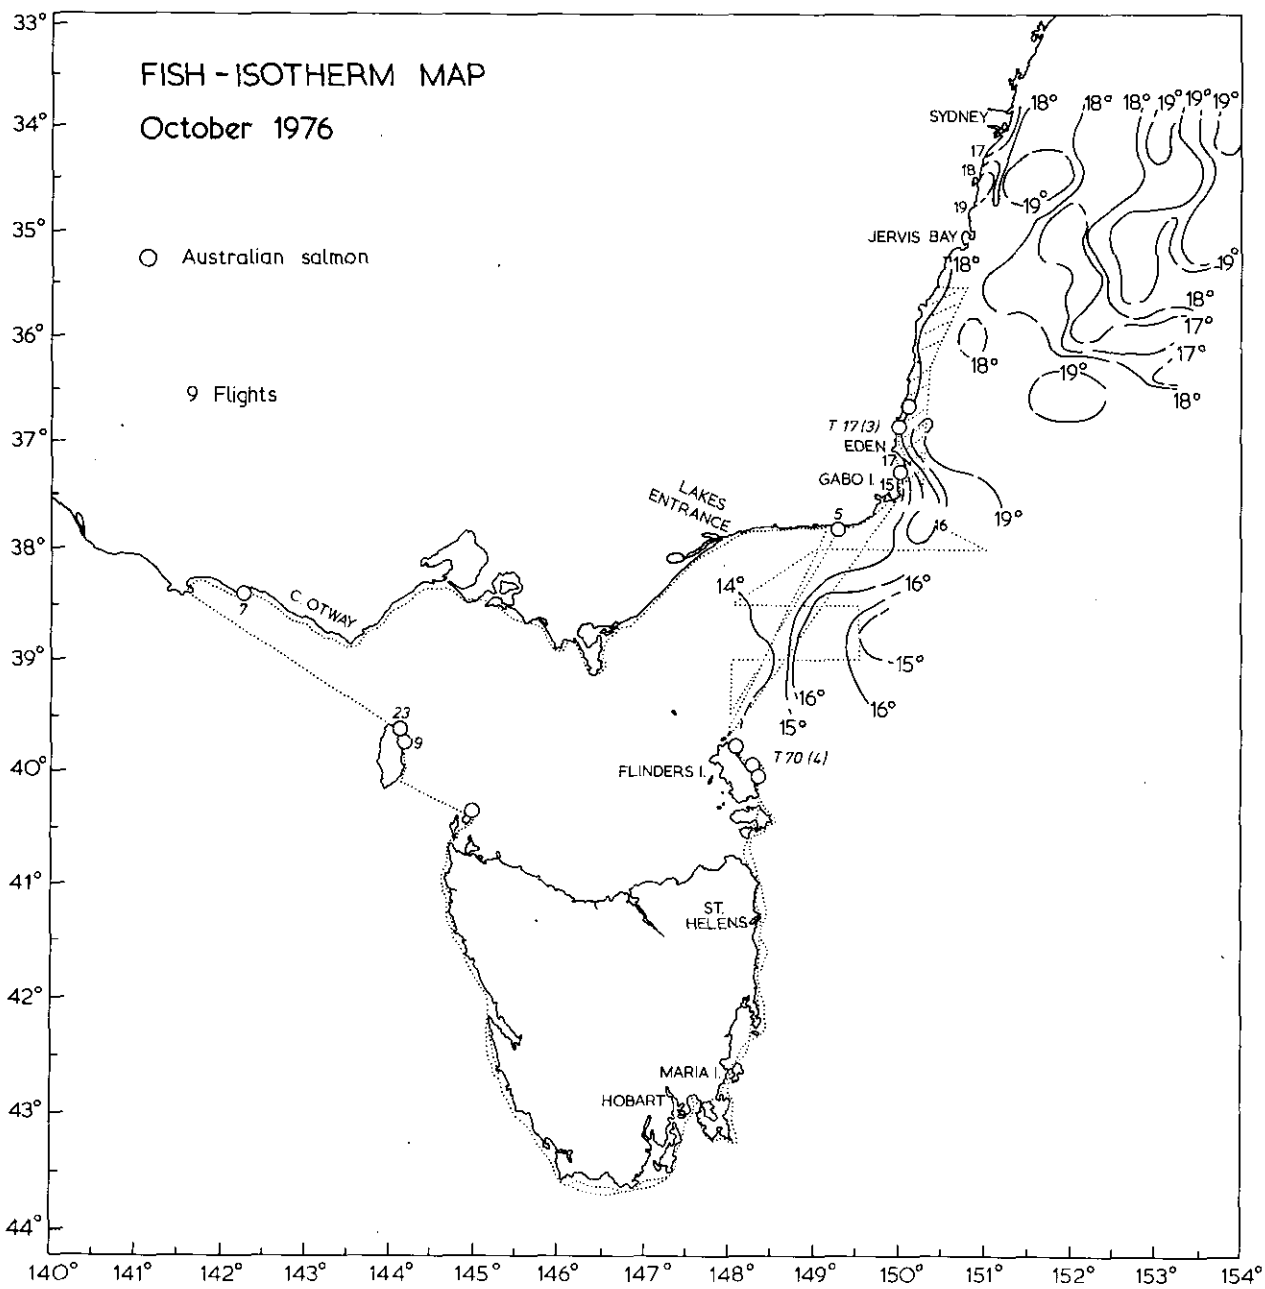 FISH-ISOTHERM MAP
October 1976
Australian salmon
9 Flights
33°
34°
35°
36°
37°
38°
39°
40°
41°
42°
43°
44°
140° 141° 142° 143° 144° 145° 146° 147° 148° 149° 150° 151° 152° 153° 154°
SYDNEY
18° 18° 18° 19° 19° 19°
17
18
19
19°
JERVIS BAY
18°
19°
18°
17°
17°
18°
18°
19°
T 17 (3)
EDEN
17
GABO I. 15
19°
16
LAKES
ENTRANCE
5
14°
16°
15°
16°
16°
15°
7
C. OTWAY
23
9
FLINDERS I.
T 70 (4)
ST.
HELENS
MARIA I.
HOBART